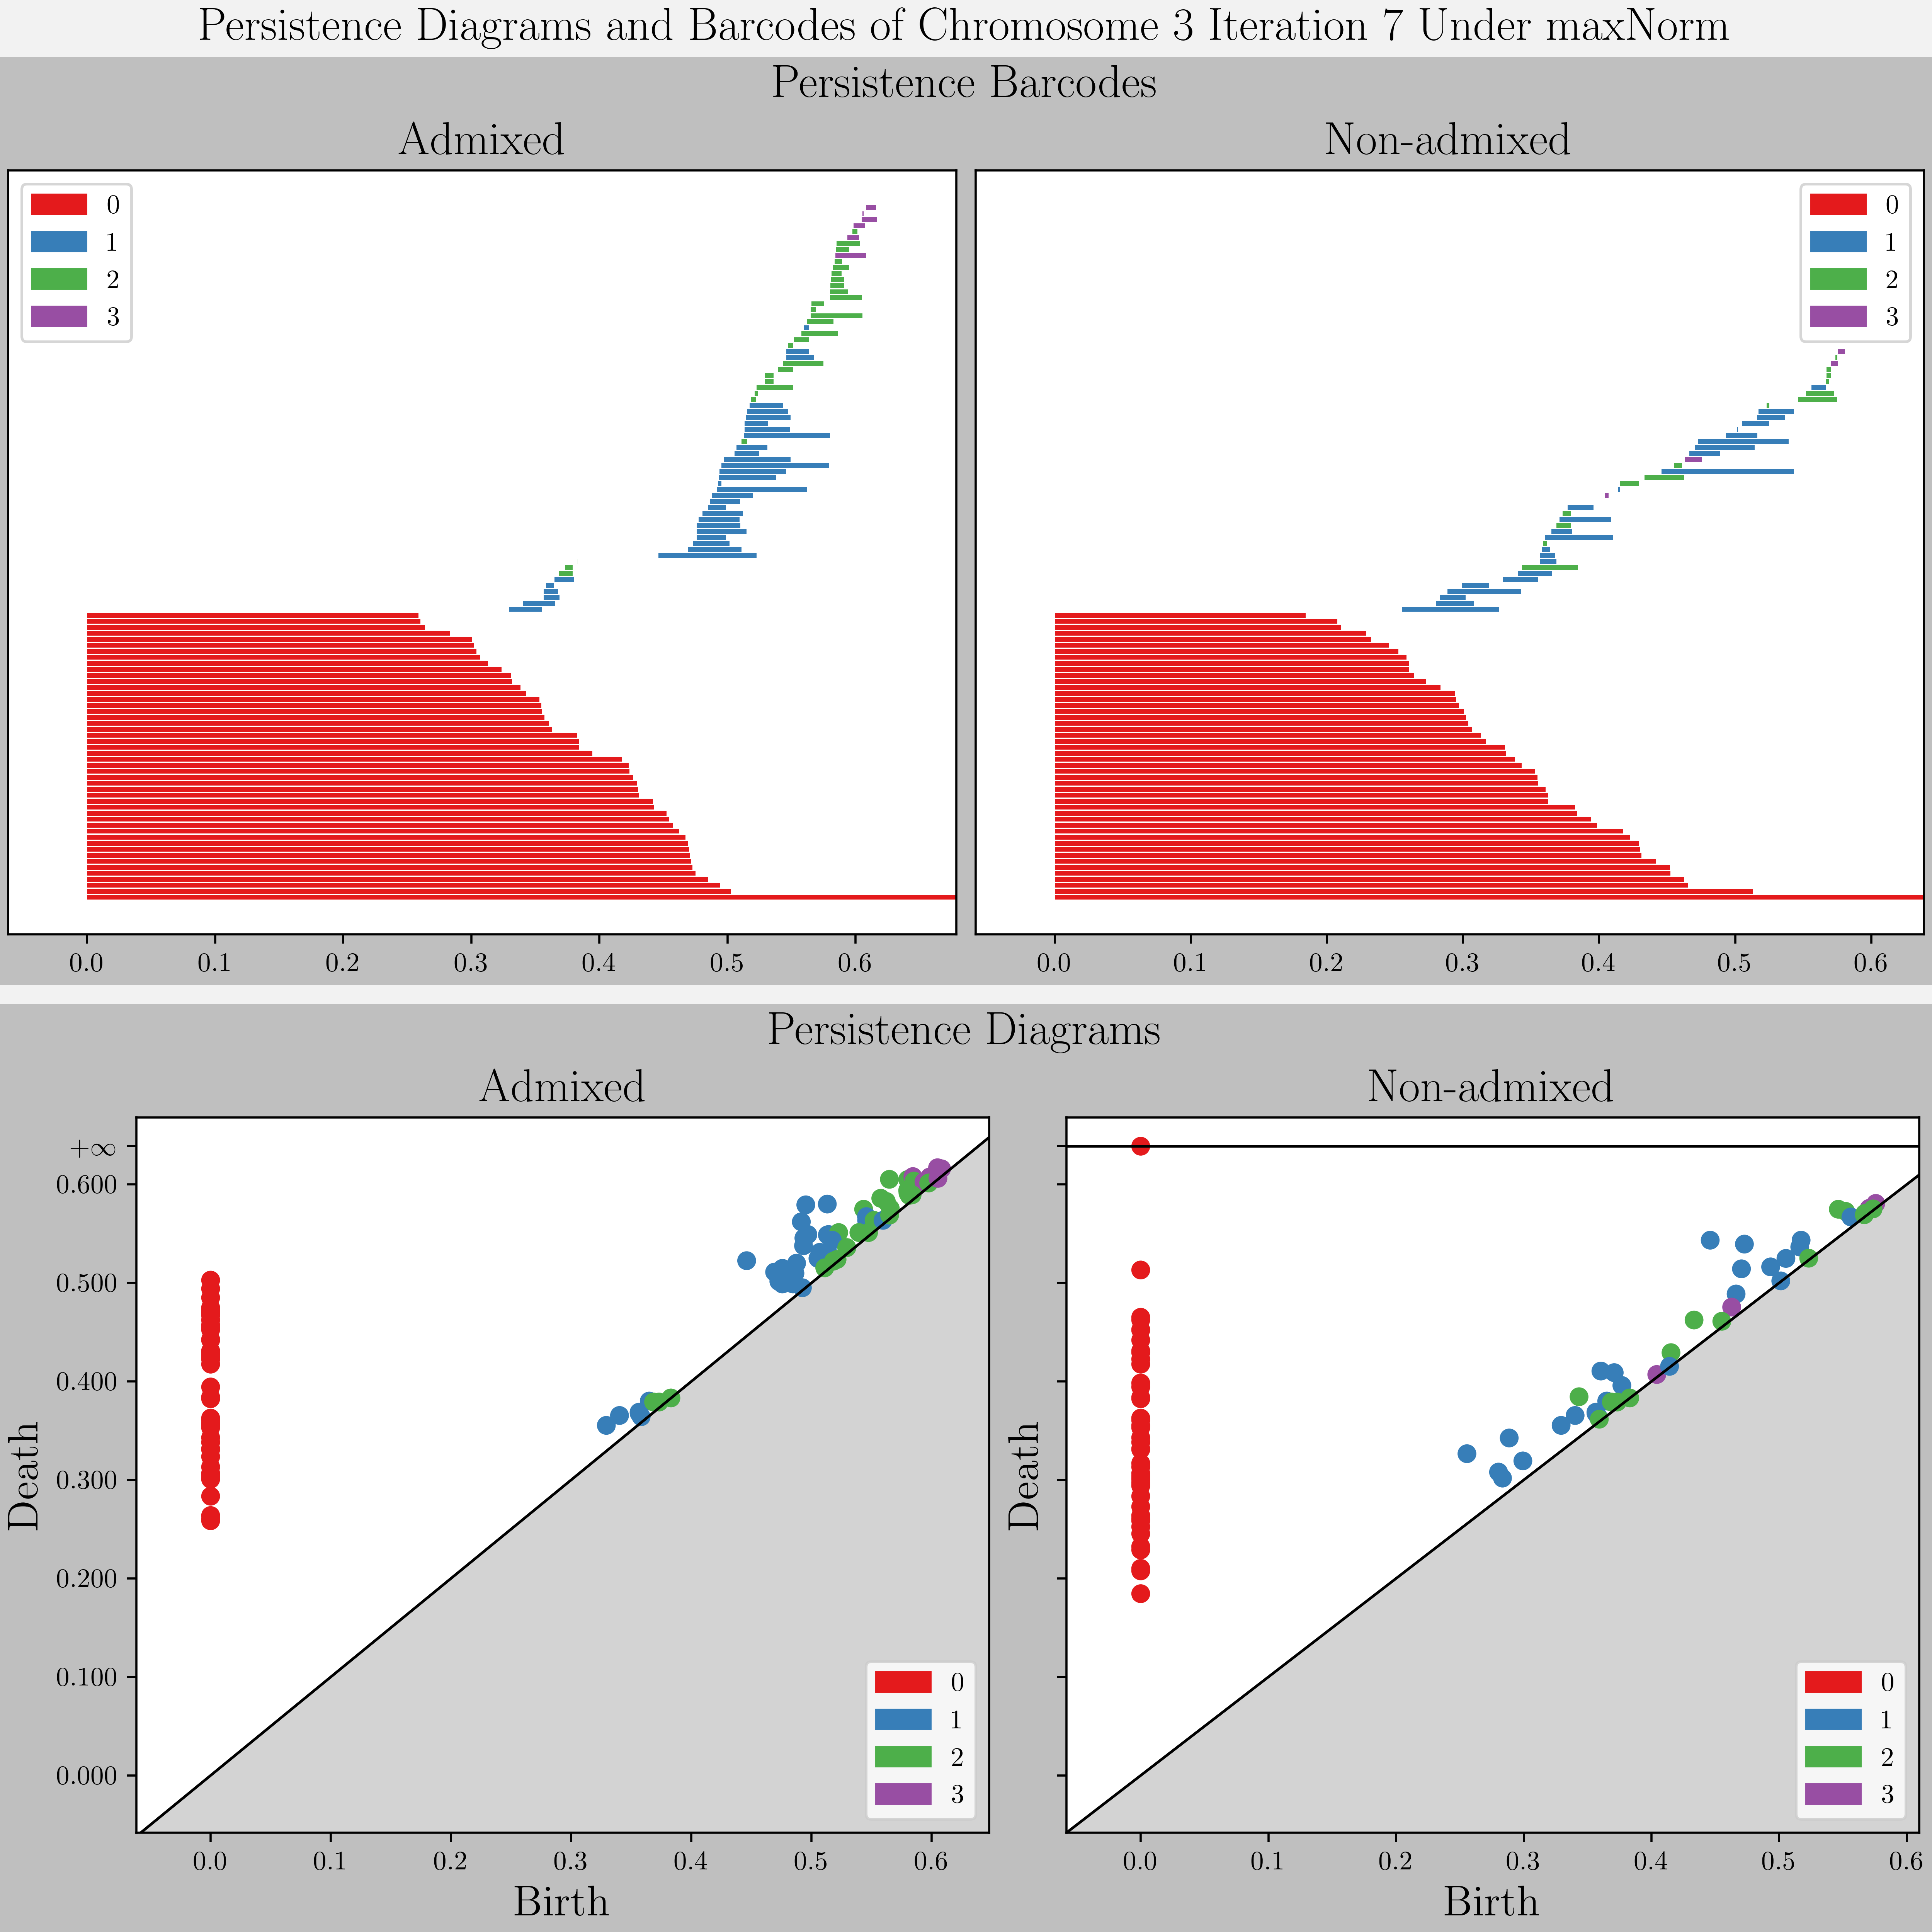 Persistence Diagrams and Barcodes of Chromosome 3 Iteration 7 Under maxNorm
Persistence Barcodes
Admixed
Non-admixed
0
1
2
3
0
1
2
3
0.0 0.1 0.2 0.3 0.4 0.5 0.6
0.0 0.1 0.2 0.3 0.4 0.5 0.6
Persistence Diagrams
Admixed
Non-admixed
+∞
0.600
0.500
0.400
0.300
0.200
0.100
0.000
Death
Death
0
1
2
3
0
1
2
3
0.0 0.1 0.2 0.3 0.4 0.5 0.6
0.0 0.1 0.2 0.3 0.4 0.5 0.6
Birth
Birth